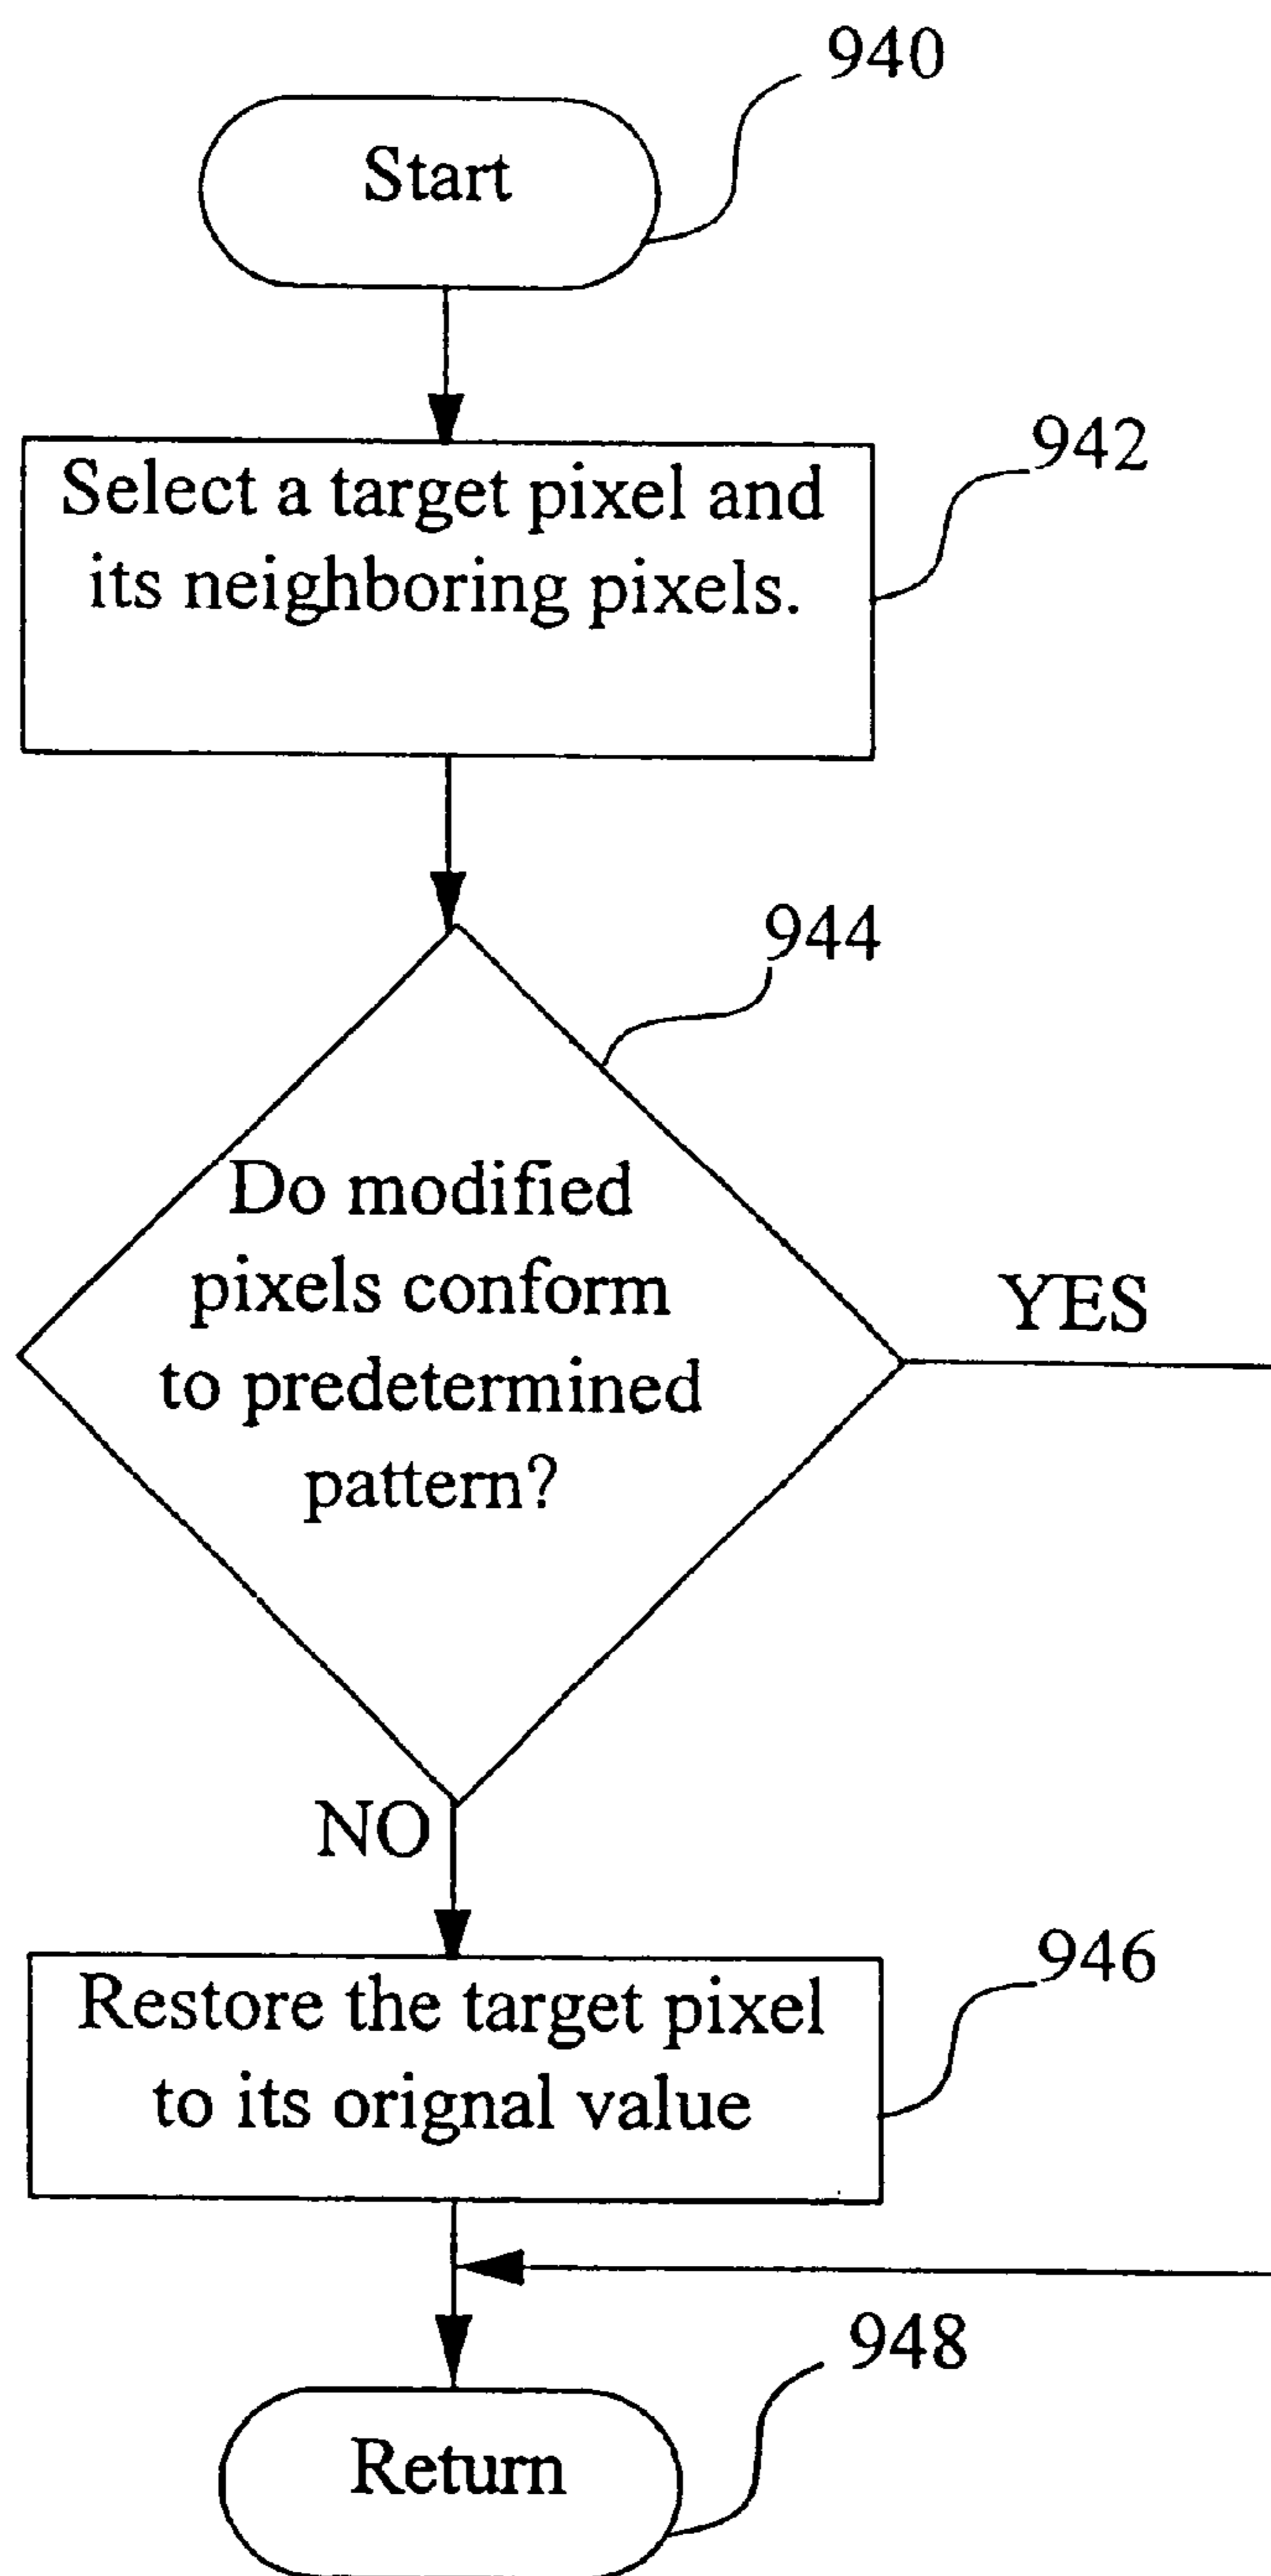 940
Start
942
Select a target pixel and
its neighboring pixels.
944
Do modified
pixels conform
to predetermined
pattern?
YES
NO
946
Restore the target pixel
to its orignal value
948
Return